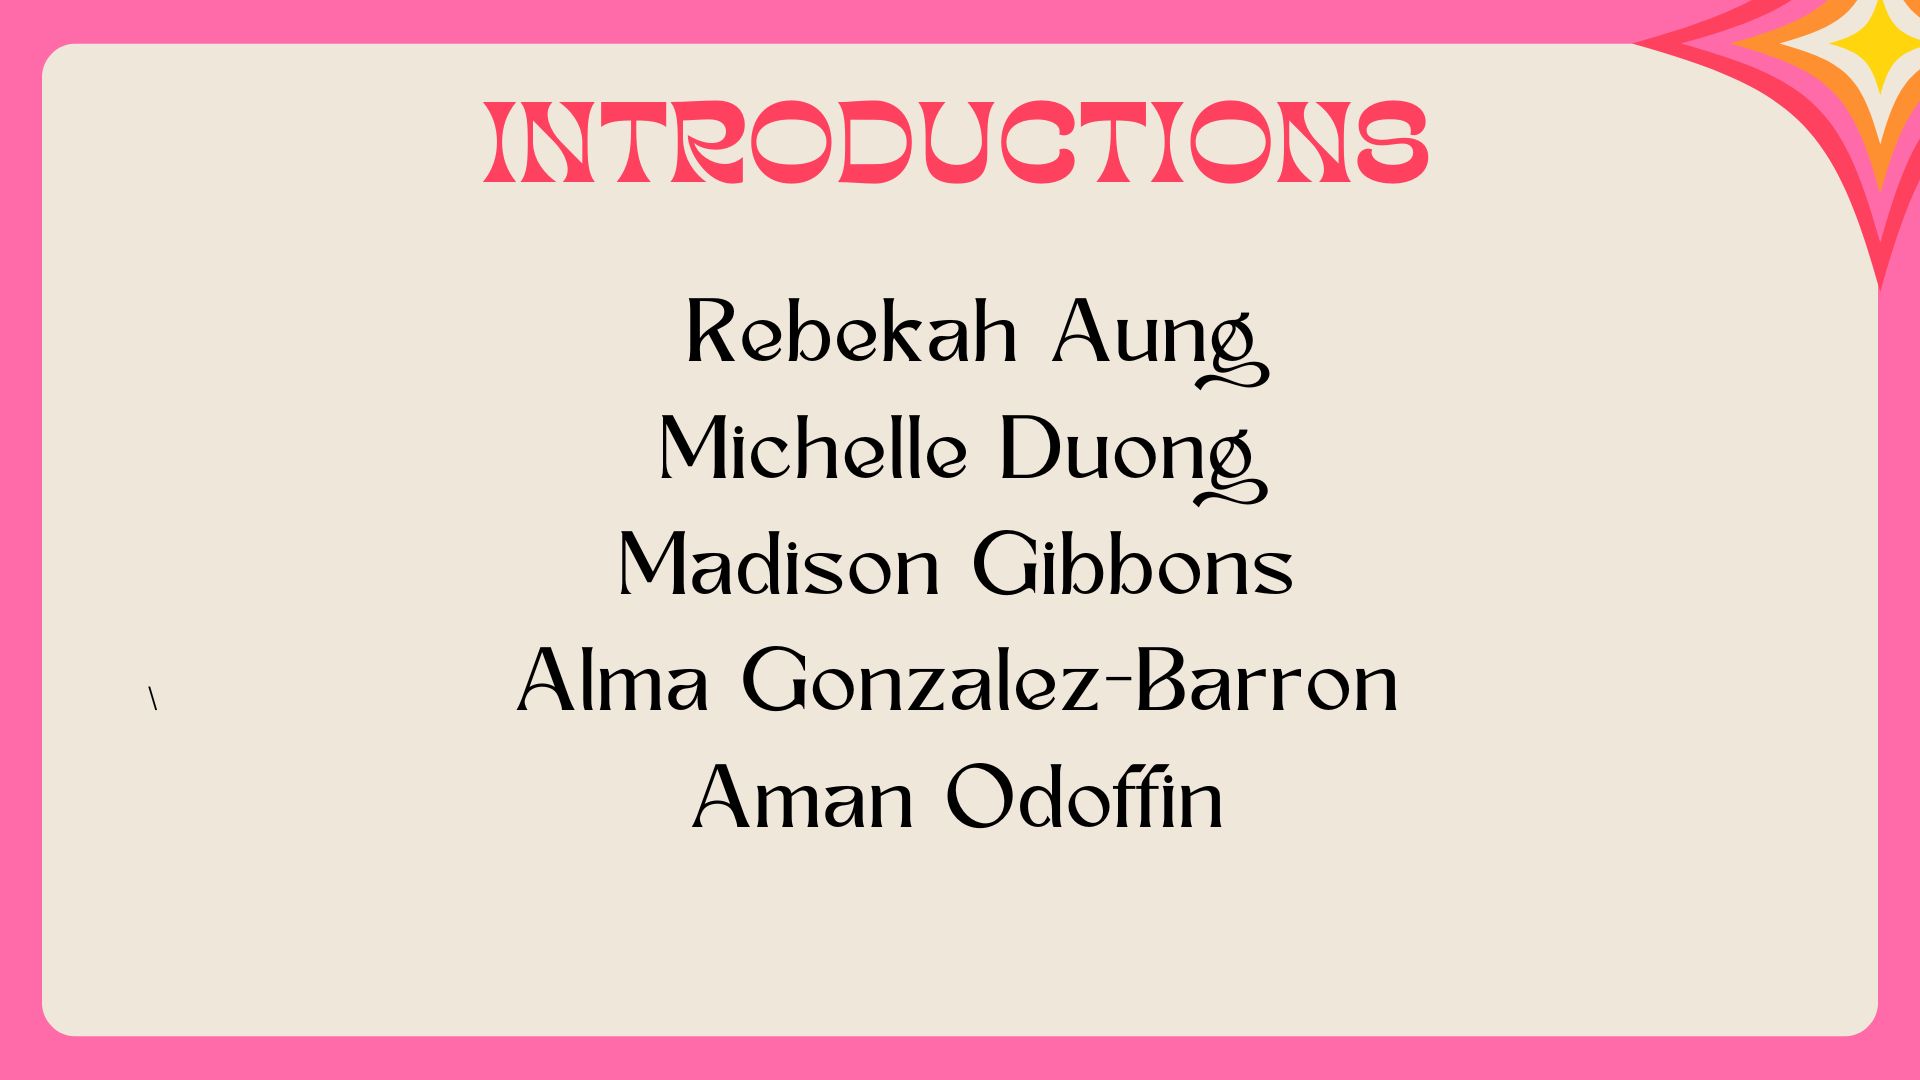 INTRODUCTIONS
Rebekah Aung
Michelle Duong
Madison Gibbons
Alma Gonzalez-Barron
\
Aman Odoffin